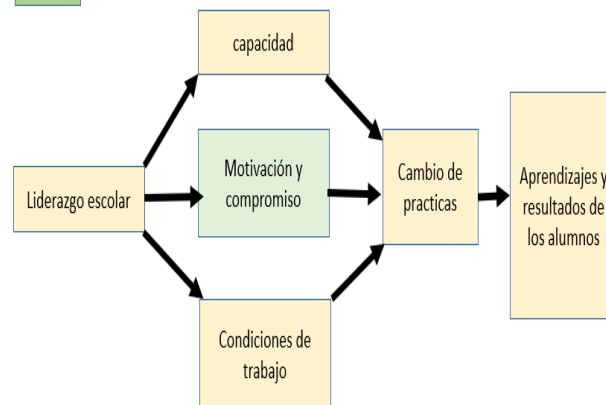 capacidad
Liderazgo escolar
Motivación y
compromiso
Condiciones de
trabajo
Cambio de
practicas
Aprendizajes y
resultados de
los alumnos